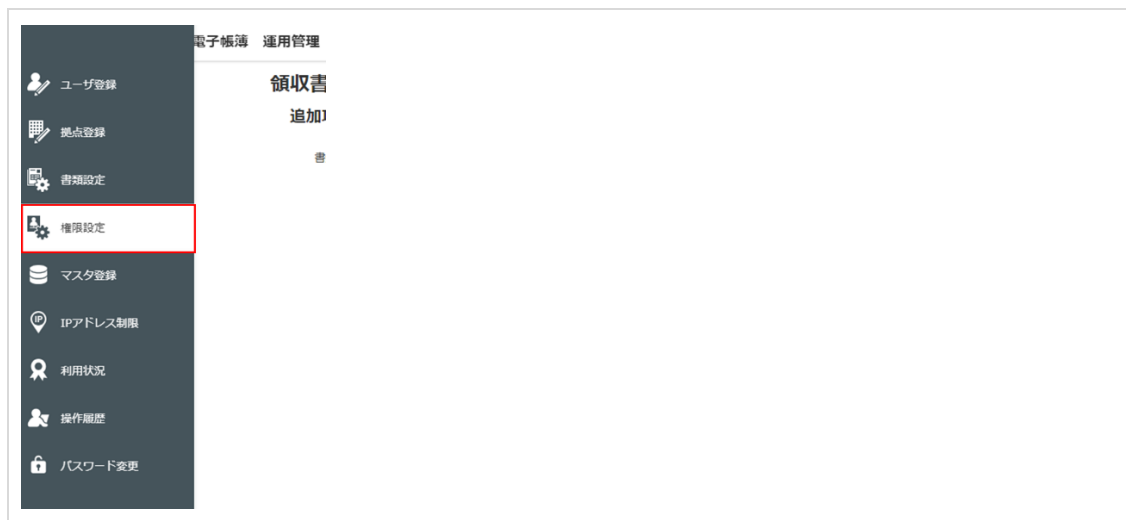 電子帳簿 運用管理
領収書
追加
書
ユーザ登録
拠点登録
書類設定
権限設定
マスタ登録
IPアドレス制限
利用状況
操作履歴
パスワード変更